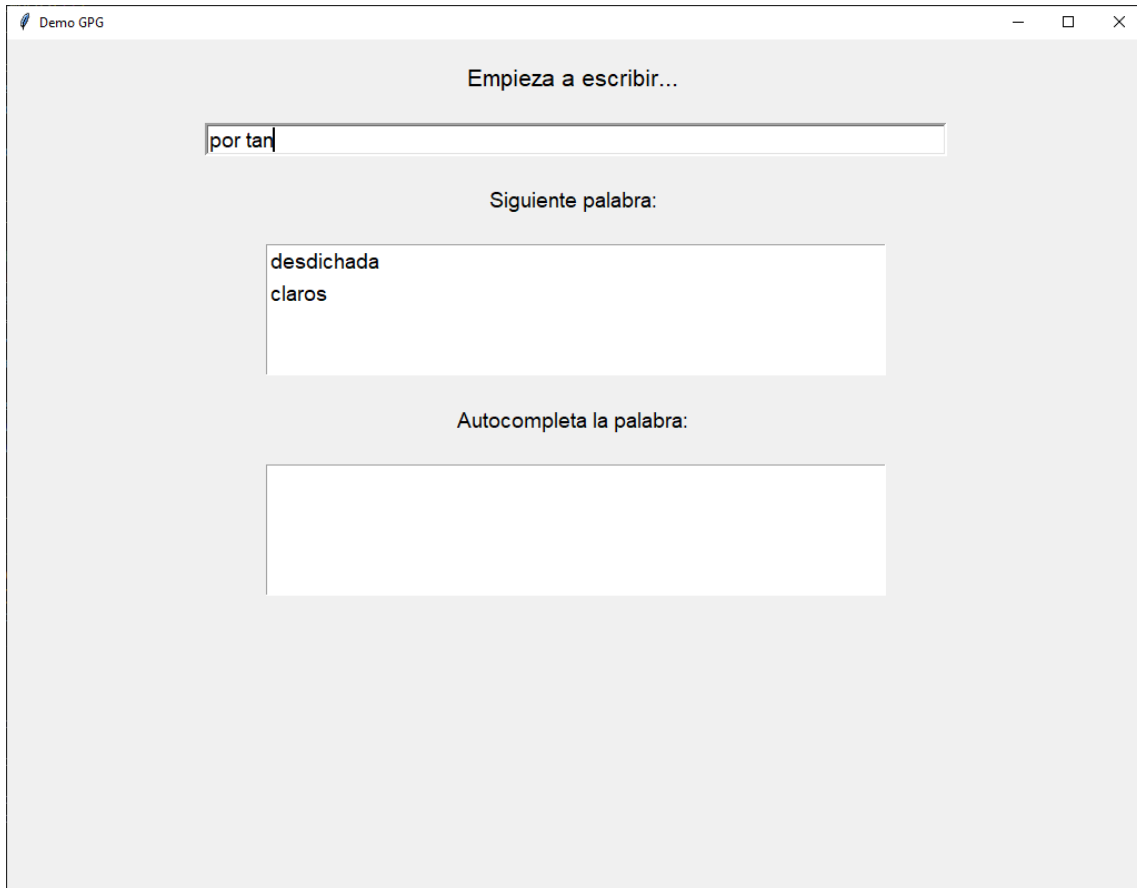 Demo GPG
Empieza a escribir...
por tan
Siguiente palabra:
desdichada
claros
Autocompleta la palabra: